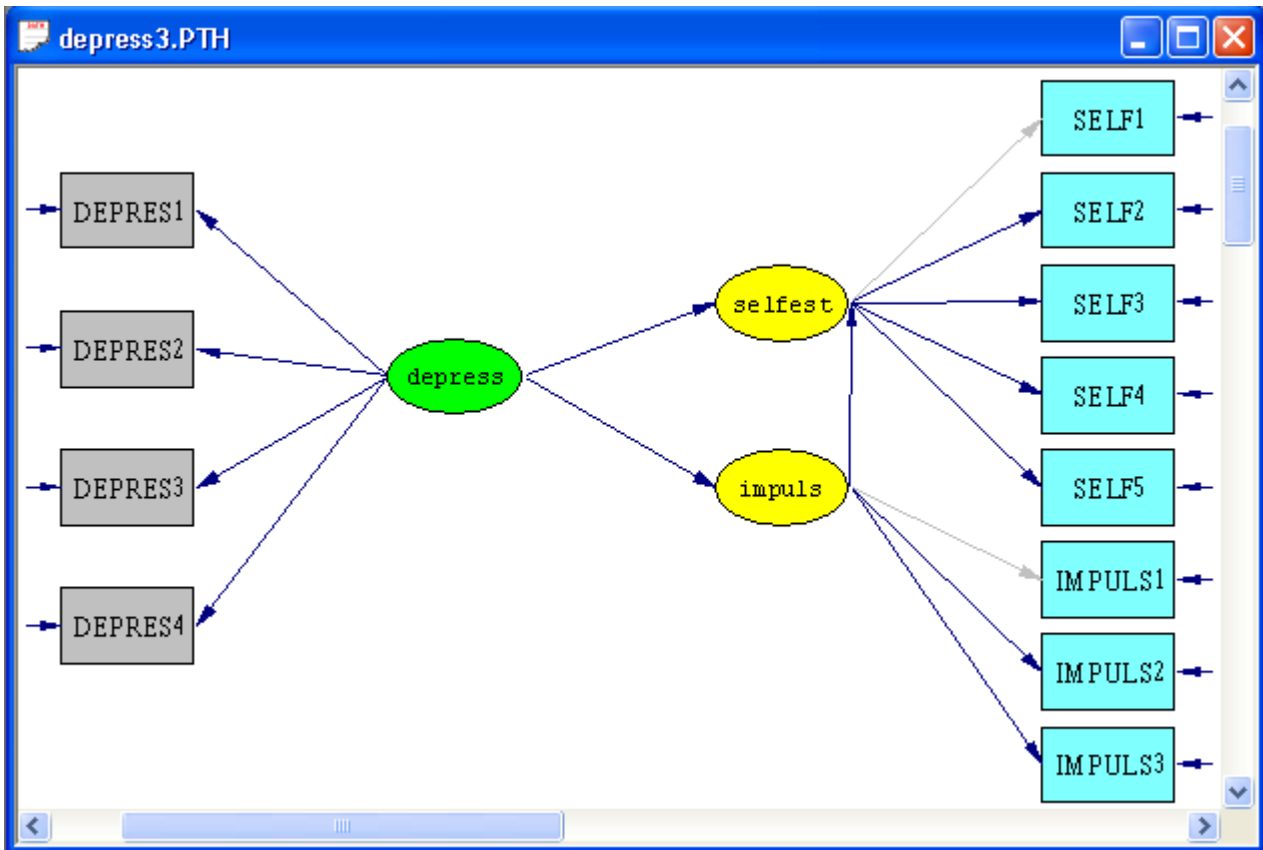 depress3.PTH
DEPRES1
DEPRES2
DEPRES3
DEPRES4
depress
selfest
impuls
SELF1
SELF2
SELF3
SELF4
SELF5
IMPULS1
IMPULS2
IMPULS3